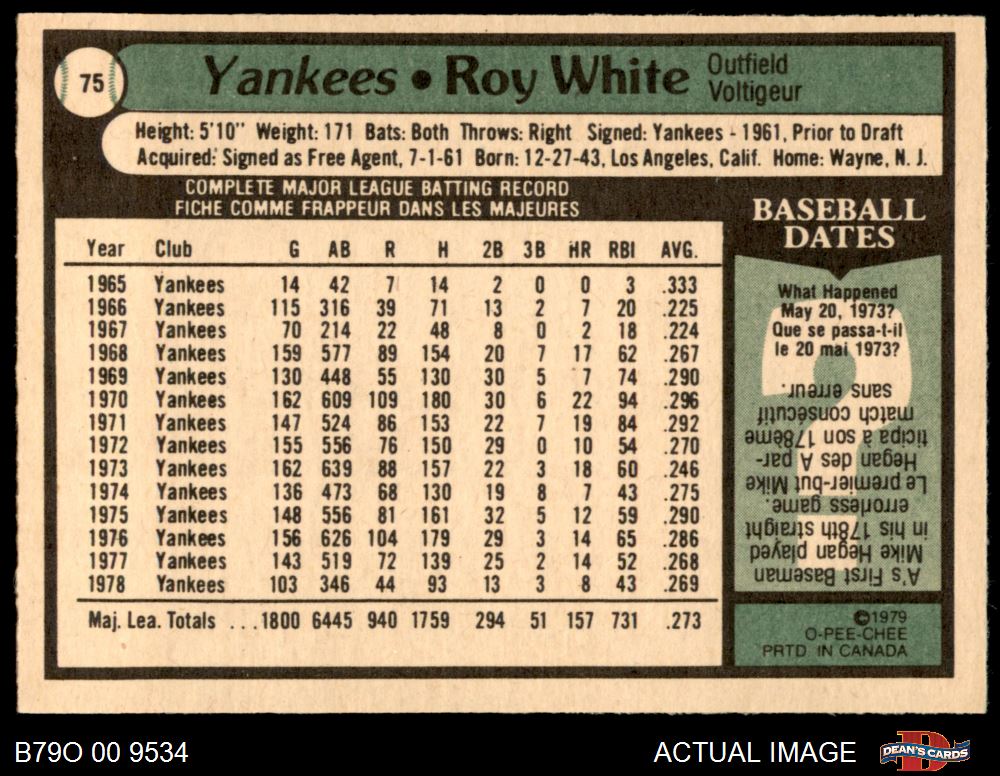 75
Yankees • Roy White Outfield
Voltigeur
Height: 5'10" Weight: 171 Bats: Both Throws: Right Signed: Yankees - 1961, Prior to Draft
Acquired: Signed as Free Agent, 7-1-61 Born: 12-27-43, Los Angeles, Calif. Home: Wayne, N. J.
COMPLETE MAJOR LEAGUE BATTING RECORD
FICHE COMME FRAPPEUR DANS LES MAJEURES
Year Club G AB R H 2B 3B HR RBI AVG.
1965 Yankees 14 42 7 14 2 0 0 3 .333
1966 Yankees 115 316 39 71 13 2 7 20 .225
1967 Yankees 70 214 22 48 8 0 2 18 .224
1968 Yankees 159 577 89 154 20 7 17 62 .267
1969 Yankees 130 448 55 130 30 5 7 74 .290
1970 Yankees 162 609 109 180 30 6 22 94 .296
1971 Yankees 147 524 86 153 22 7 19 84 .292
1972 Yankees 155 556 76 150 29 0 10 54 .270
1973 Yankees 162 639 88 157 22 3 18 60 .246
1974 Yankees 136 473 68 130 19 8 7 43 .275
1975 Yankees 148 556 81 161 32 5 12 59 .290
1976 Yankees 156 626 104 179 29 3 14 65 .286
1977 Yankees 143 519 72 139 25 2 14 52 .268
1978 Yankees 103 346 44 93 13 3 8 43 .269
Maj. Lea. Totals ...1800 6445 940 1759 294 51 157 731 .273
BASEBALL
DATES
What Happened
May 20, 1973?
Que se passa-t-il
le 20 mai 1973?
A's First Baseman
Mike Hegan played
in his 178th straight
errorless game.
Le premier-but Mike
Hegan des A par-
ticipa à son 178ème
match consécutif
sans erreur.
©1979
O-PEE-CHEE
PRTD. IN CANADA
B79O 00 9534
ACTUAL IMAGE
DEAN'S CARDS